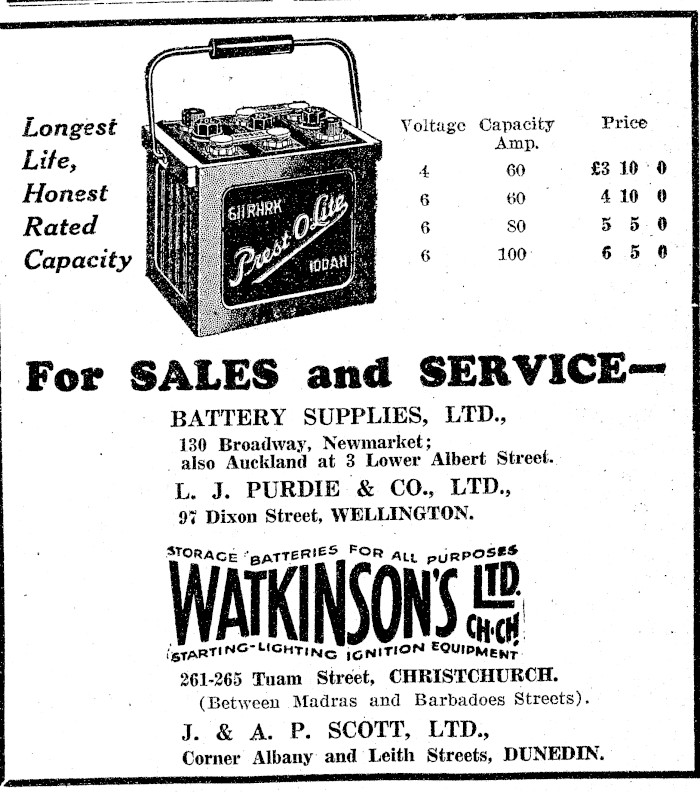 Longest
Life,
Honest
Rated
Capacity
611RHRK
Prest-O-Lite
100AH
Voltage Capacity Amp. Price
4 60 £3 10 0
6 60 4 10 0
6 80 5 5 0
6 100 6 5 0
For SALES and SERVICE—
BATTERY SUPPLIES, LTD.,
130 Broadway, Newmarket;
also Auckland at 3 Lower Albert Street.
L. J. PURDIE & CO., LTD.,
97 Dixon Street, WELLINGTON.
STORAGE BATTERIES FOR ALL PURPOSES
WATKINSON'S LTD.
CH·CH.
STARTING-LIGHTING IGNITION EQUIPMENT
261-265 Tuam Street, CHRISTCHURCH.
(Between Madras and Barbadoes Streets).
J. & A. P. SCOTT, LTD.,
Corner Albany and Leith Streets, DUNEDIN.